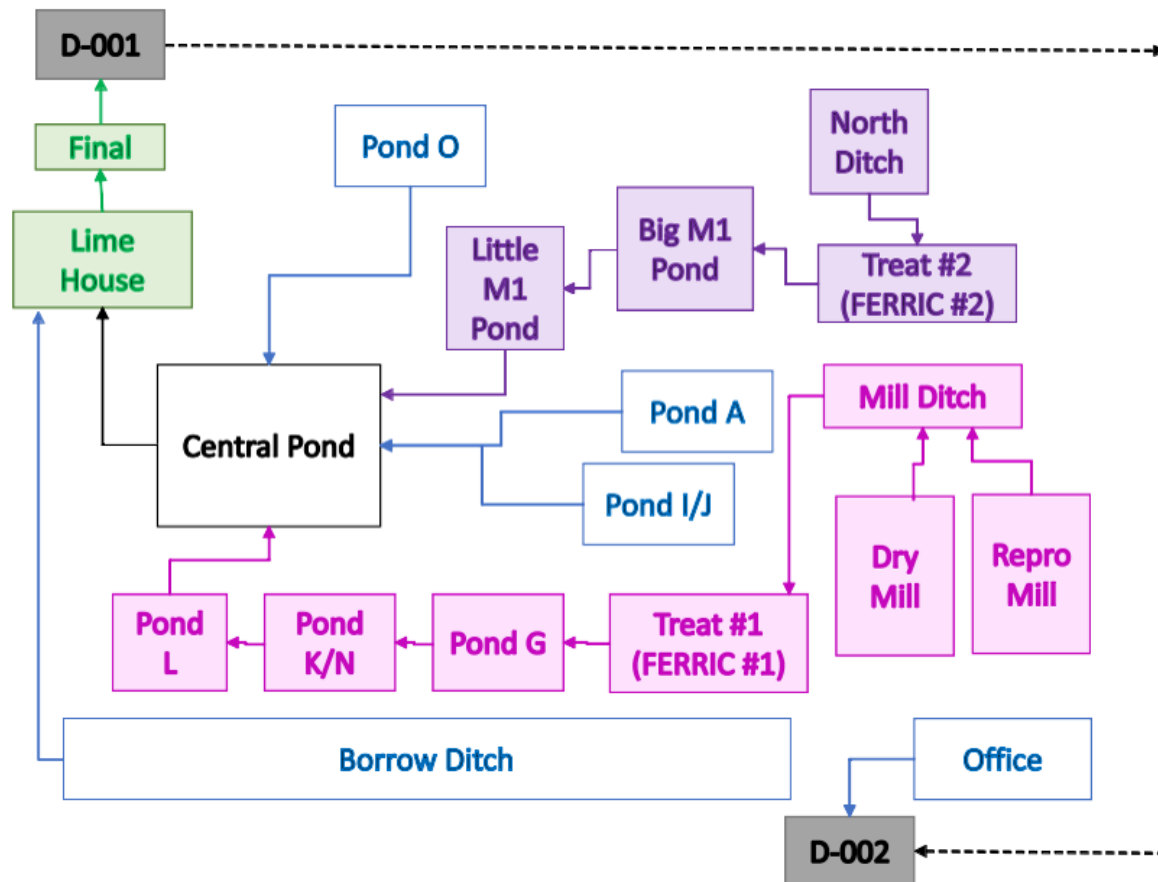 D-001
Final
Lime
House
Pond O
North
Ditch
Big M1
Pond
Little
M1
Pond
Treat #2
(FERRIC #2)
Central Pond
Pond A
Pond I/J
Mill Ditch
Dry
Mill
Repro
Mill
Pond
L
Pond
K/N
Pond G
Treat #1
(FERRIC #1)
Borrow Ditch
Office
D-002